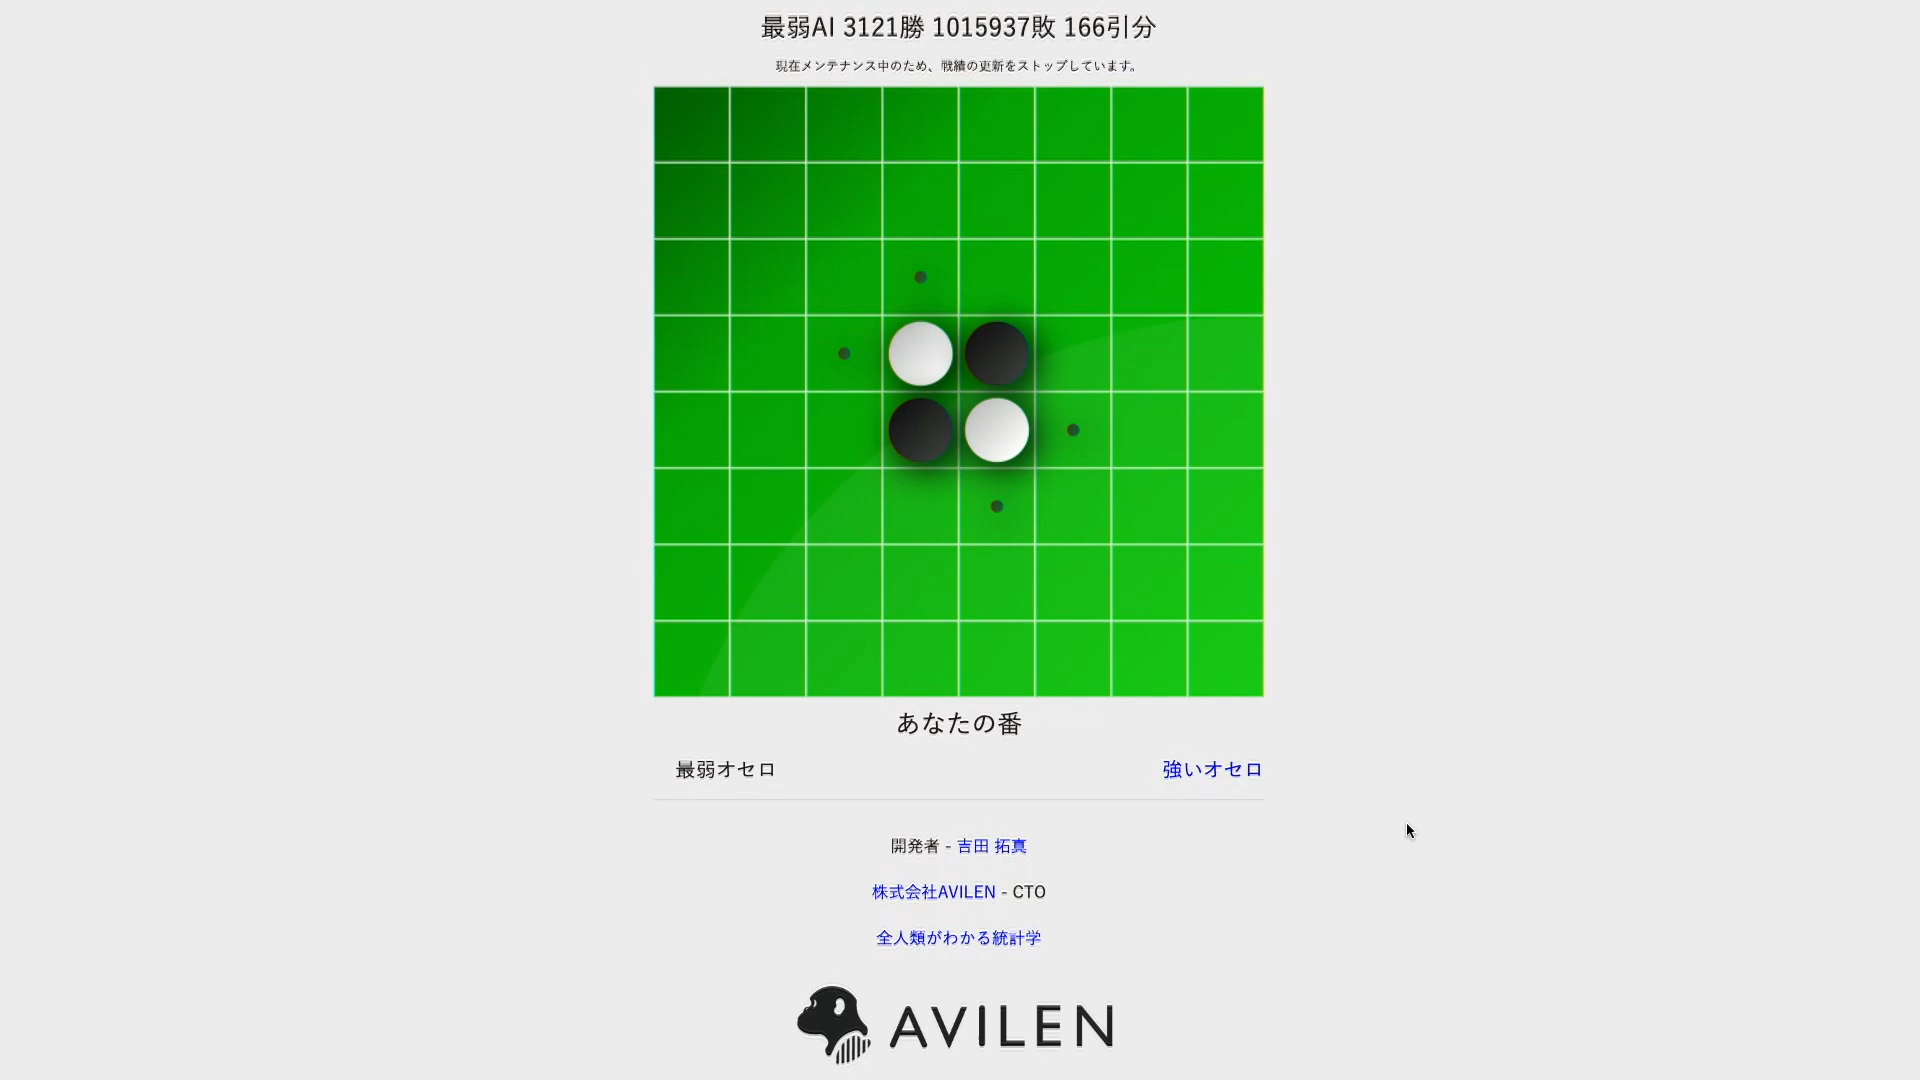 最弱AI 3121勝 1015937敗 166引分
現在メンテナンス中のため、戦績の更新をストップしています。
あなたの番
最弱オセロ
強いオセロ
開発者 - 吉田 拓真
株式会社AVILEN - CTO
全人類がわかる統計学
AVILEN